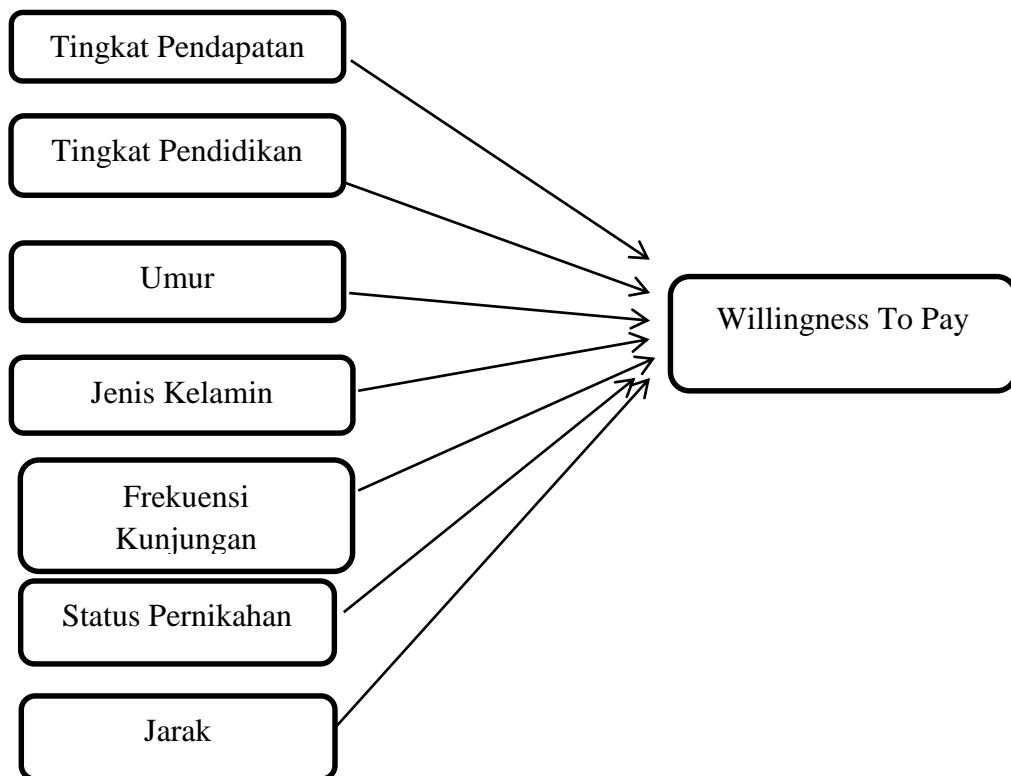 Tingkat Pendapatan
Tingkat Pendidikan
Umur
Willingness To Pay
Jenis Kelamin
Frekuensi
Kunjungan
Status Pernikahan
Jarak